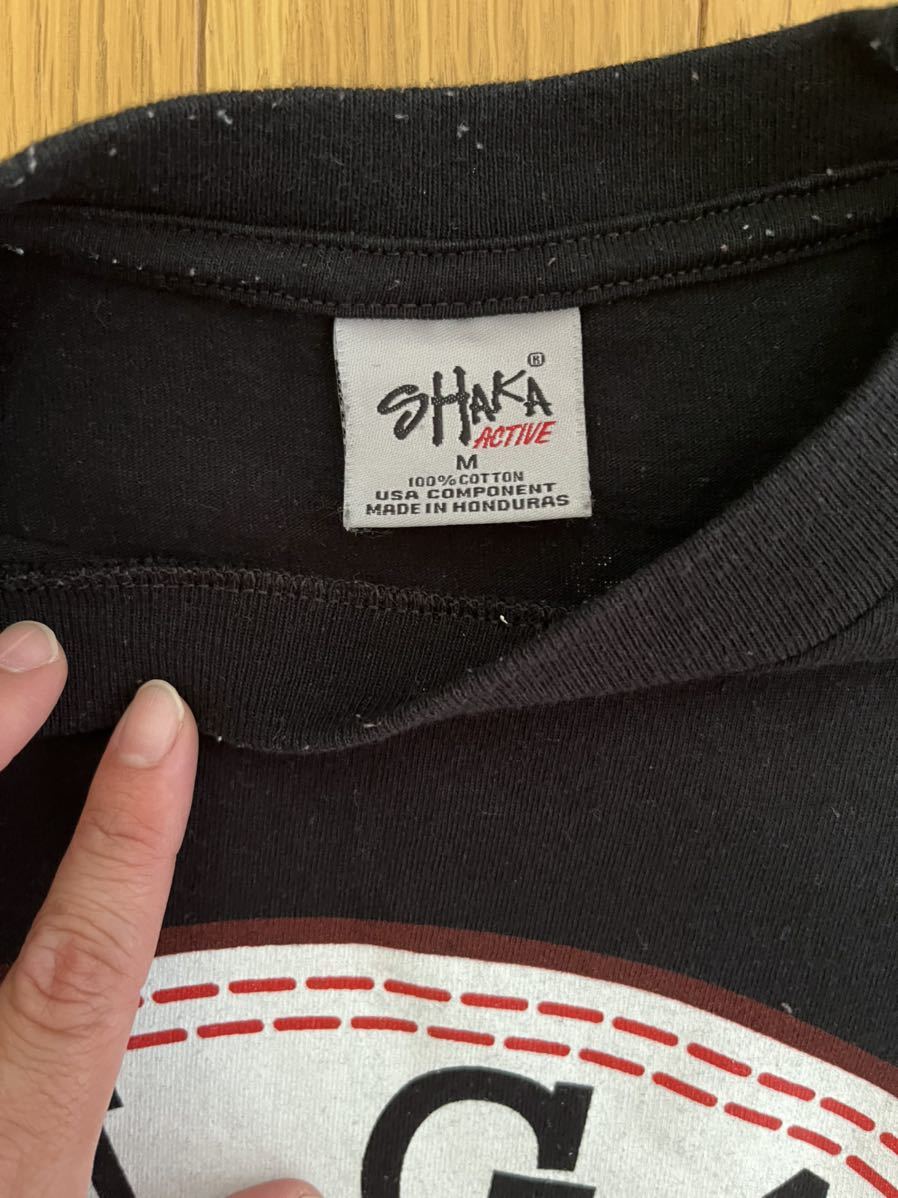 ®
SHAKA
ACTIVE
M
100% COTTON
USA COMPONENT
MADE IN HONDURAS
G